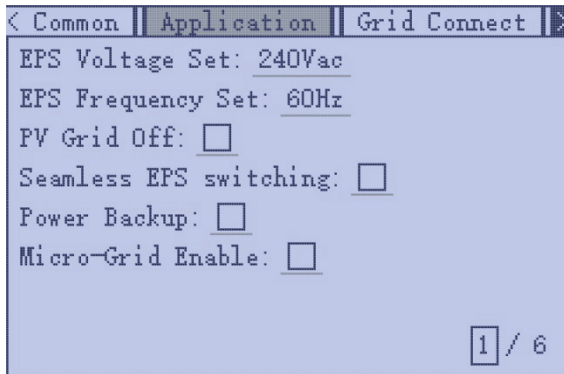 < Common Application Grid Connect >
EPS Voltage Set: 240Vac
EPS Frequency Set: 60Hz
PV Grid Off:
Seamless EPS switching:
Power Backup:
Micro-Grid Enable:
1 / 6